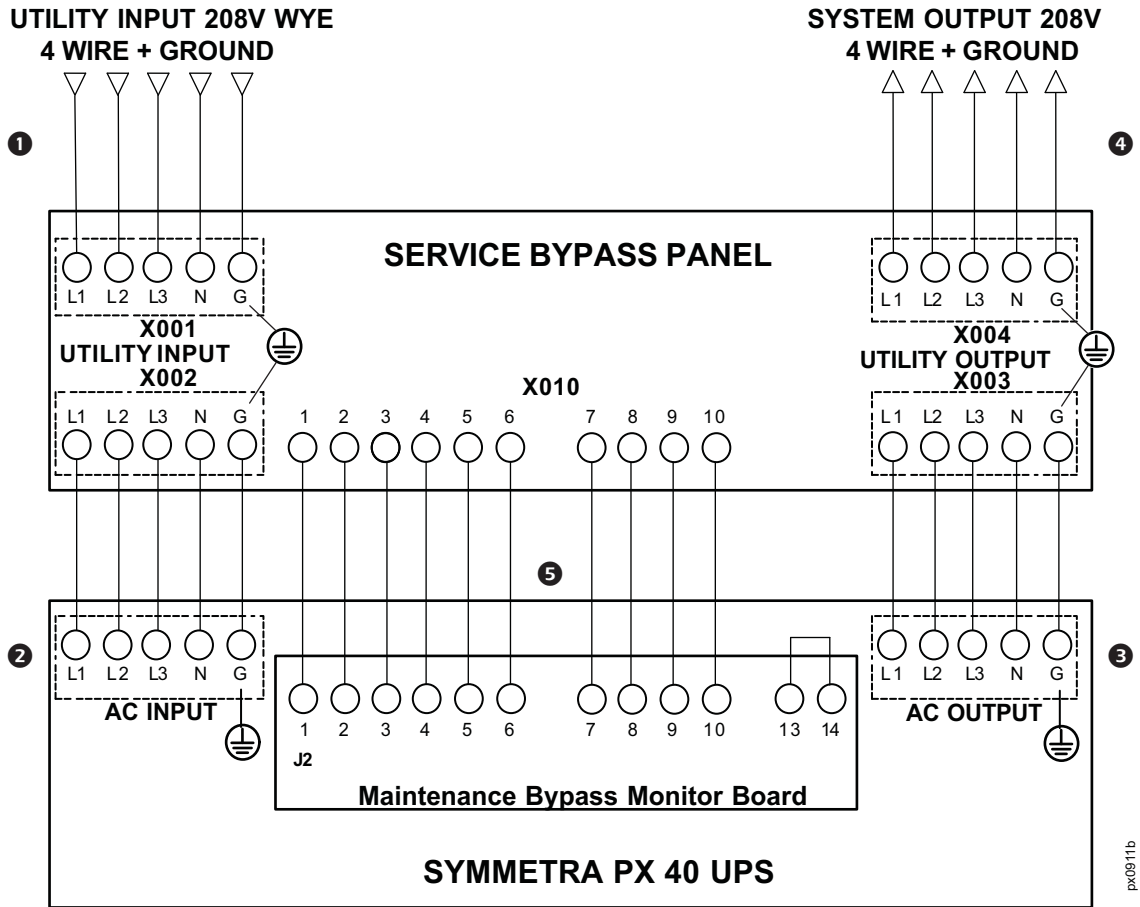 UTILITY INPUT 208V WYE
4 WIRE + GROUND
SYSTEM OUTPUT 208V
4 WIRE + GROUND
❶
❹
SERVICE BYPASS PANEL
L1 L2 L3 N G
L1 L2 L3 N G
X001
UTILITY INPUT
X002
X004
UTILITY OUTPUT
X003
X010
L1 L2 L3 N G
1 2 3 4 5 6 7 8 9 10
L1 L2 L3 N G
❺
❷
❸
L1 L2 L3 N G
AC INPUT
L1 L2 L3 N G
AC OUTPUT
1 2 3 4 5 6 7 8 9 10 13 14
J2
Maintenance Bypass Monitor Board
SYMMETRA PX 40 UPS
px0911b